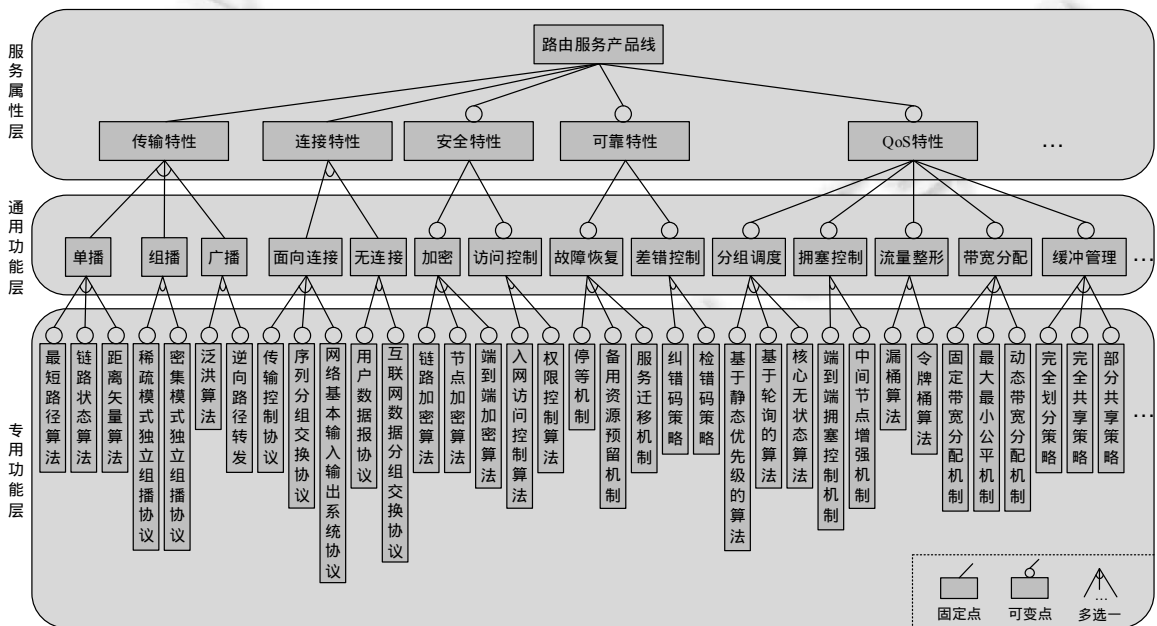 服务属性层
路由服务产品线
传输特性
连接特性
安全特性
可靠特性
QoS特性
…
通用功能层
单播
组播
广播
面向连接
无连接
加密
访问控制
故障恢复
差错控制
分组调度
拥塞控制
流量整形
带宽分配
缓冲管理
…
专用功能层
最短路径算法
链路状态算法
距离矢量算法
稀疏模式独立组播协议
密集模式独立组播协议
泛洪算法
逆向路径转发
传输控制协议
序列分组交换协议
网络基本输入输出系统协议
用户数据报协议
互联网数据分组交换协议
链路加密算法
节点加密算法
端到端加密算法
入网访问控制算法
权限控制算法
停等机制
备用资源预留机制
服务迁移机制
纠错码策略
检错码策略
基于静态优先级的算法
基于轮询的算法
核心无状态算法
端到端拥塞控制机制
中间节点增强机制
漏桶算法
令牌桶算法
固定带宽分配机制
最大最小公平机制
动态带宽分配机制
完全划分策略
完全共享策略
部分共享策略
…
固定点
可变点
…
多选一